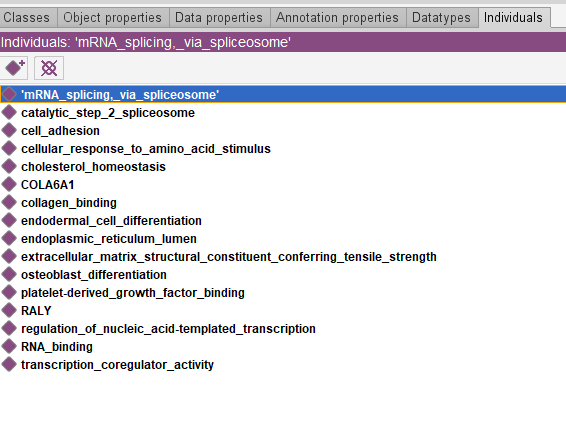 Classes Object properties Data properties Annotation properties Datatypes Individuals
Individuals: 'mRNA_splicing,_via_spliceosome'
'mRNA_splicing,_via_spliceosome'
catalytic_step_2_spliceosome
cell_adhesion
cellular_response_to_amino_acid_stimulus
cholesterol_homeostasis
COLA6A1
collagen_binding
endodermal_cell_differentiation
endoplasmic_reticulum_lumen
extracellular_matrix_structural_constituent_conferring_tensile_strength
osteoblast_differentiation
platelet-derived_growth_factor_binding
RALY
regulation_of_nucleic_acid-templated_transcription
RNA_binding
transcription_coregulator_activity